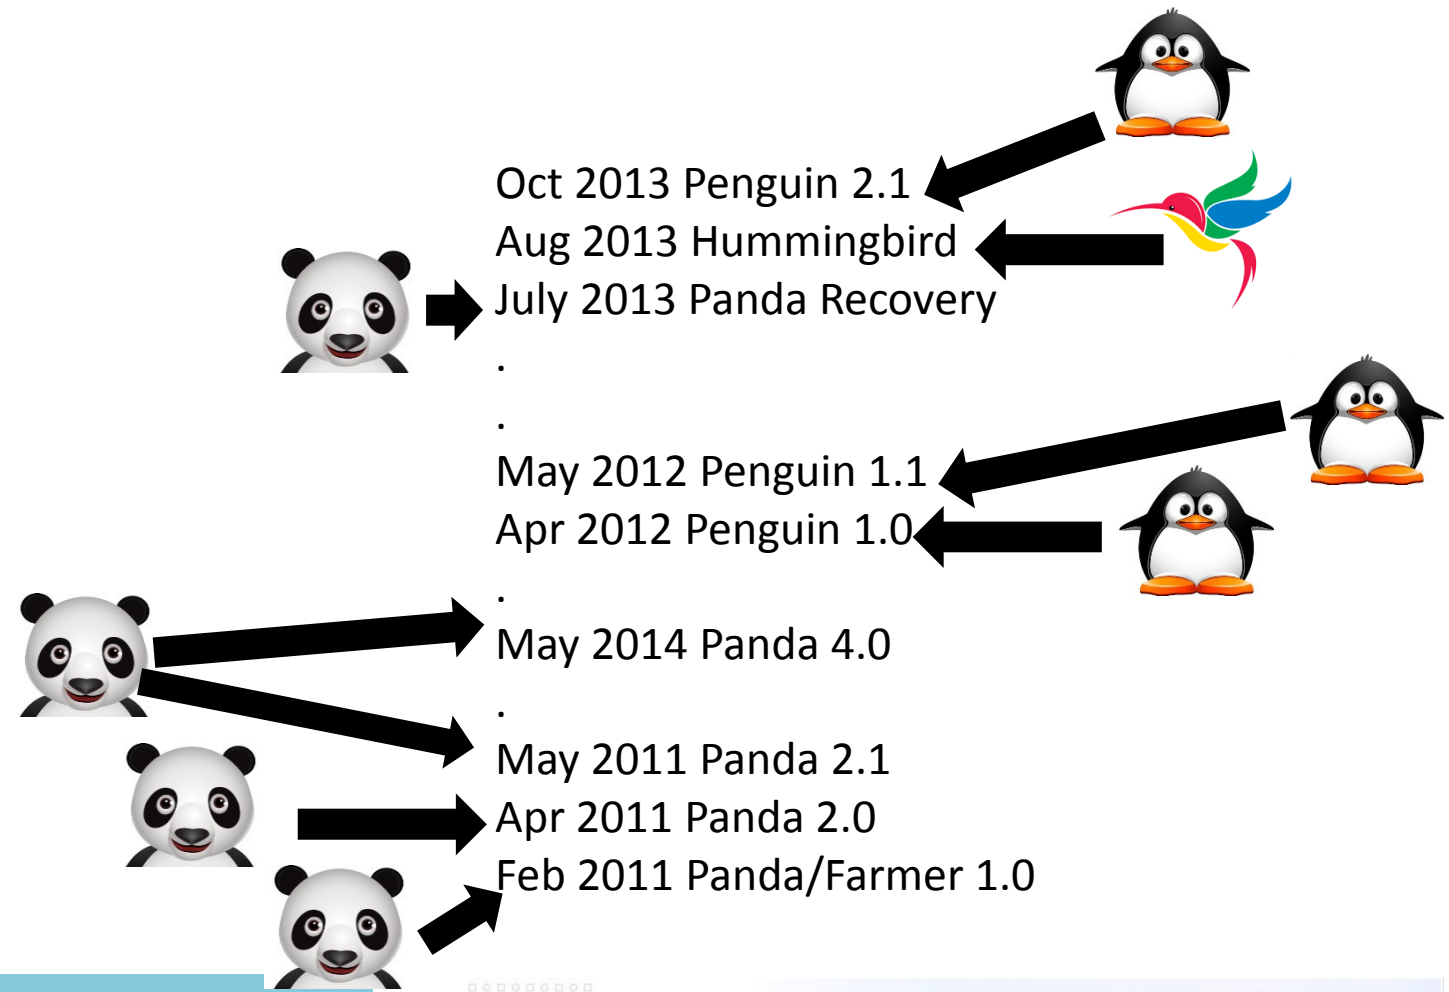 Oct 2013 Penguin 2.1
Aug 2013 Hummingbird
July 2013 Panda Recovery
.
.
May 2012 Penguin 1.1
Apr 2012 Penguin 1.0
.
May 2014 Panda 4.0
.
May 2011 Panda 2.1
Apr 2011 Panda 2.0
Feb 2011 Panda/Farmer 1.0